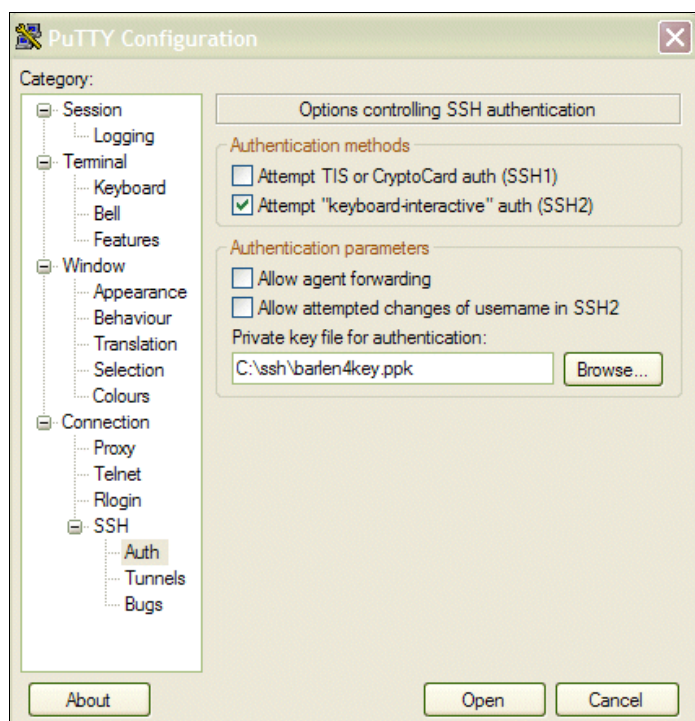 PuTTY Configuration
Category:
Session
Logging
Terminal
Keyboard
Bell
Features
Window
Appearance
Behaviour
Translation
Selection
Colours
Connection
Proxy
Telnet
Rlogin
SSH
Auth
Tunnels
Bugs
Options controlling SSH authentication
Authentication methods
Attempt TIS or CryptoCard auth (SSH1)
Attempt "keyboard-interactive" auth (SSH2)
Authentication parameters
Allow agent forwarding
Allow attempted changes of username in SSH2
Private key file for authentication:
C:\ssh\barlen4key.ppk
Browse...
About
Open
Cancel